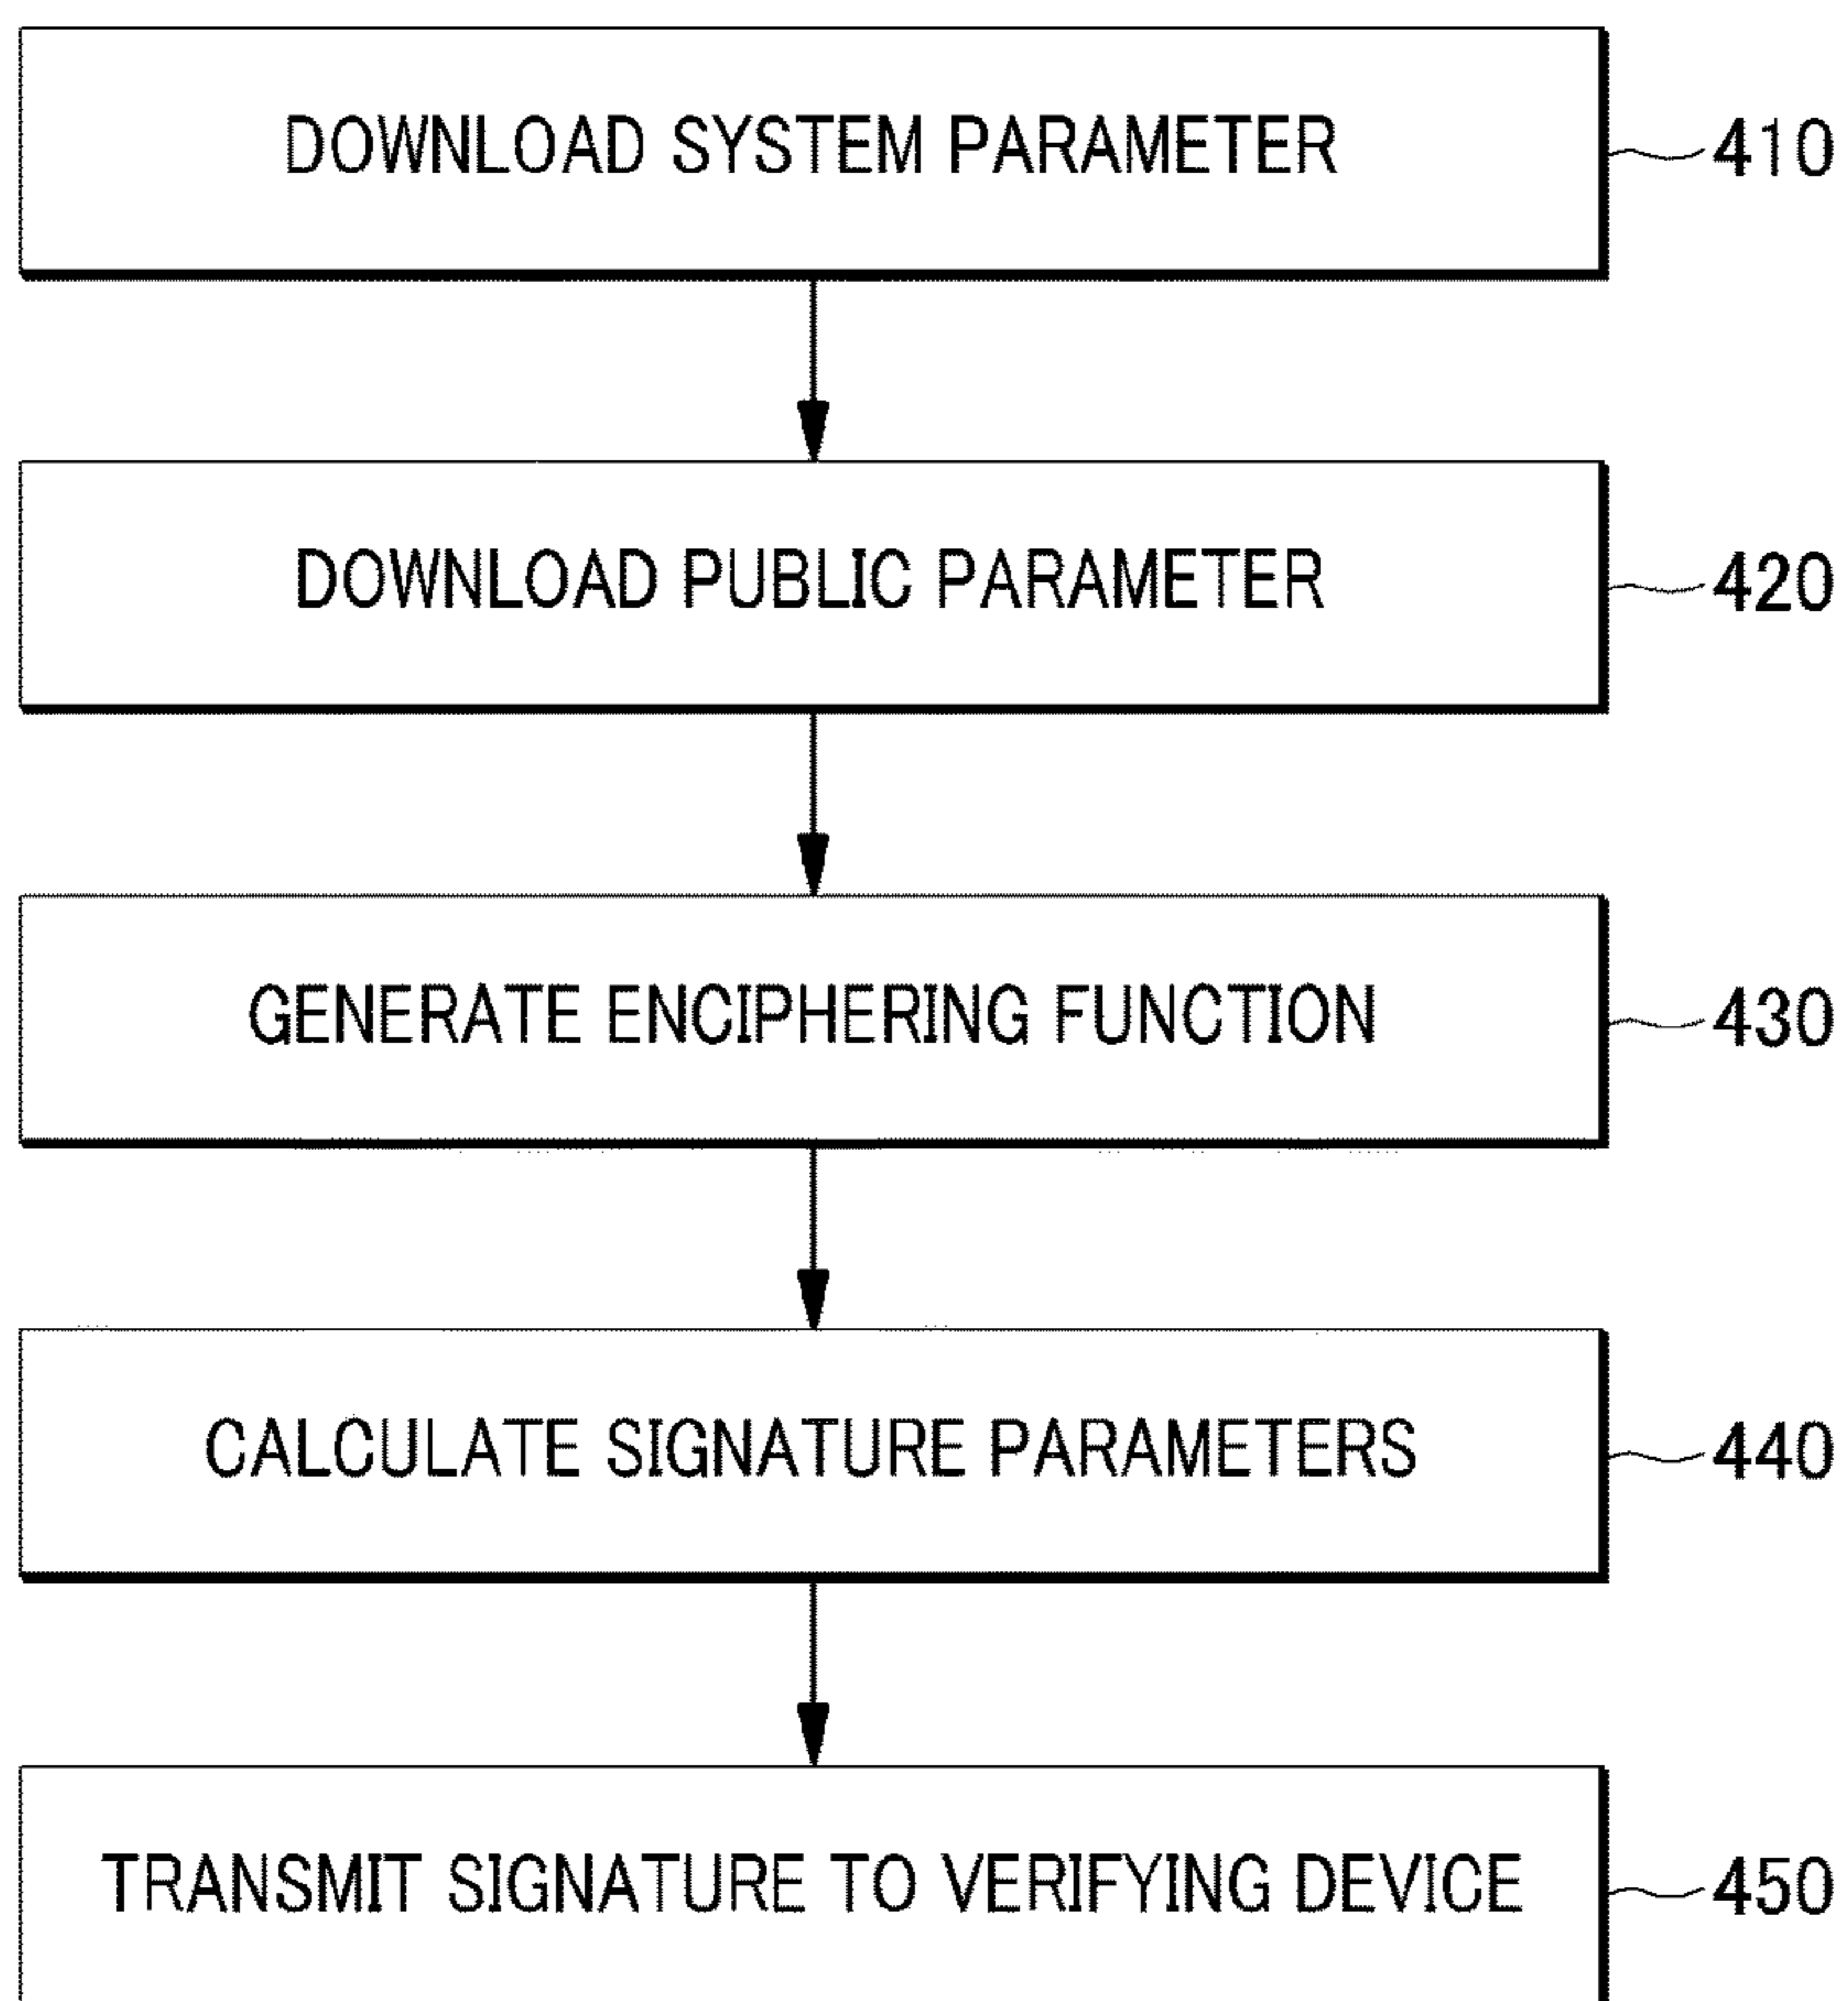 DOWNLOAD SYSTEM PARAMETER
410
DOWNLOAD PUBLIC PARAMETER
420
GENERATE ENCIPHERING FUNCTION
430
CALCULATE SIGNATURE PARAMETERS
440
TRANSMIT SIGNATURE TO VERIFYING DEVICE
450